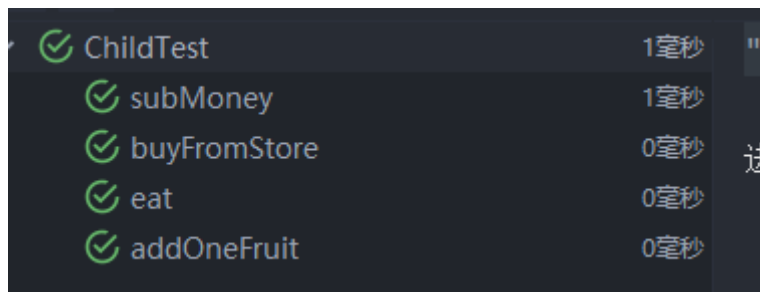 ChildTest 1毫秒 "
subMoney 1毫秒
buyFromStore 0毫秒
eat 0毫秒
addOneFruit 0毫秒